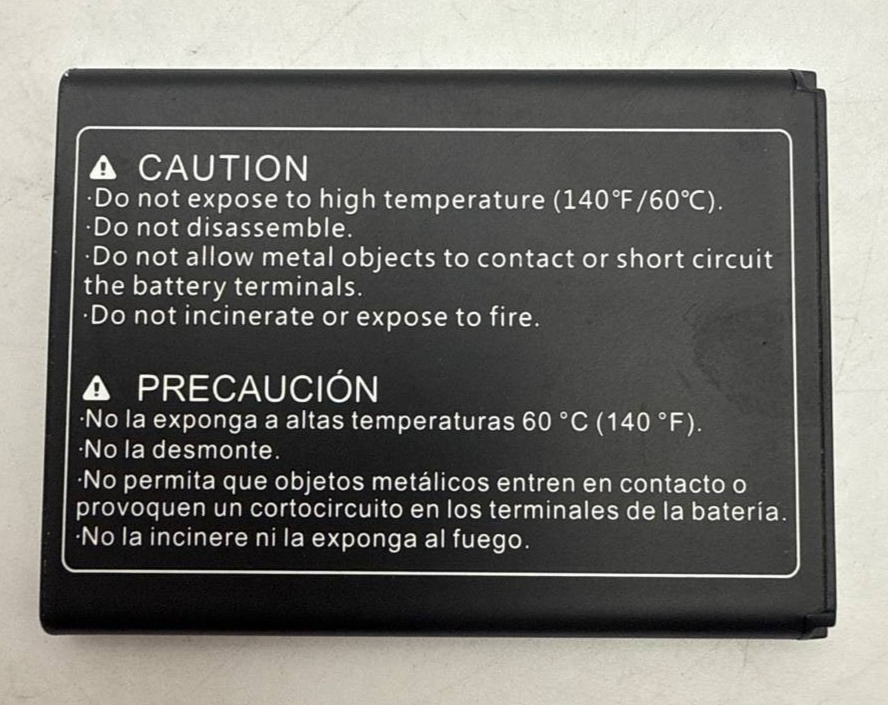 CAUTION
·Do not expose to high temperature (140°F/60°C).
·Do not disassemble.
·Do not allow metal objects to contact or short circuit
the battery terminals.
·Do not incinerate or expose to fire.
PRECAUCIÓN
·No la exponga a altas temperaturas 60 °C (140 °F).
·No la desmonte.
·No permita que objetos metálicos entren en contacto o
provoquen un cortocircuito en los terminales de la batería.
·No la incinere ni la exponga al fuego.